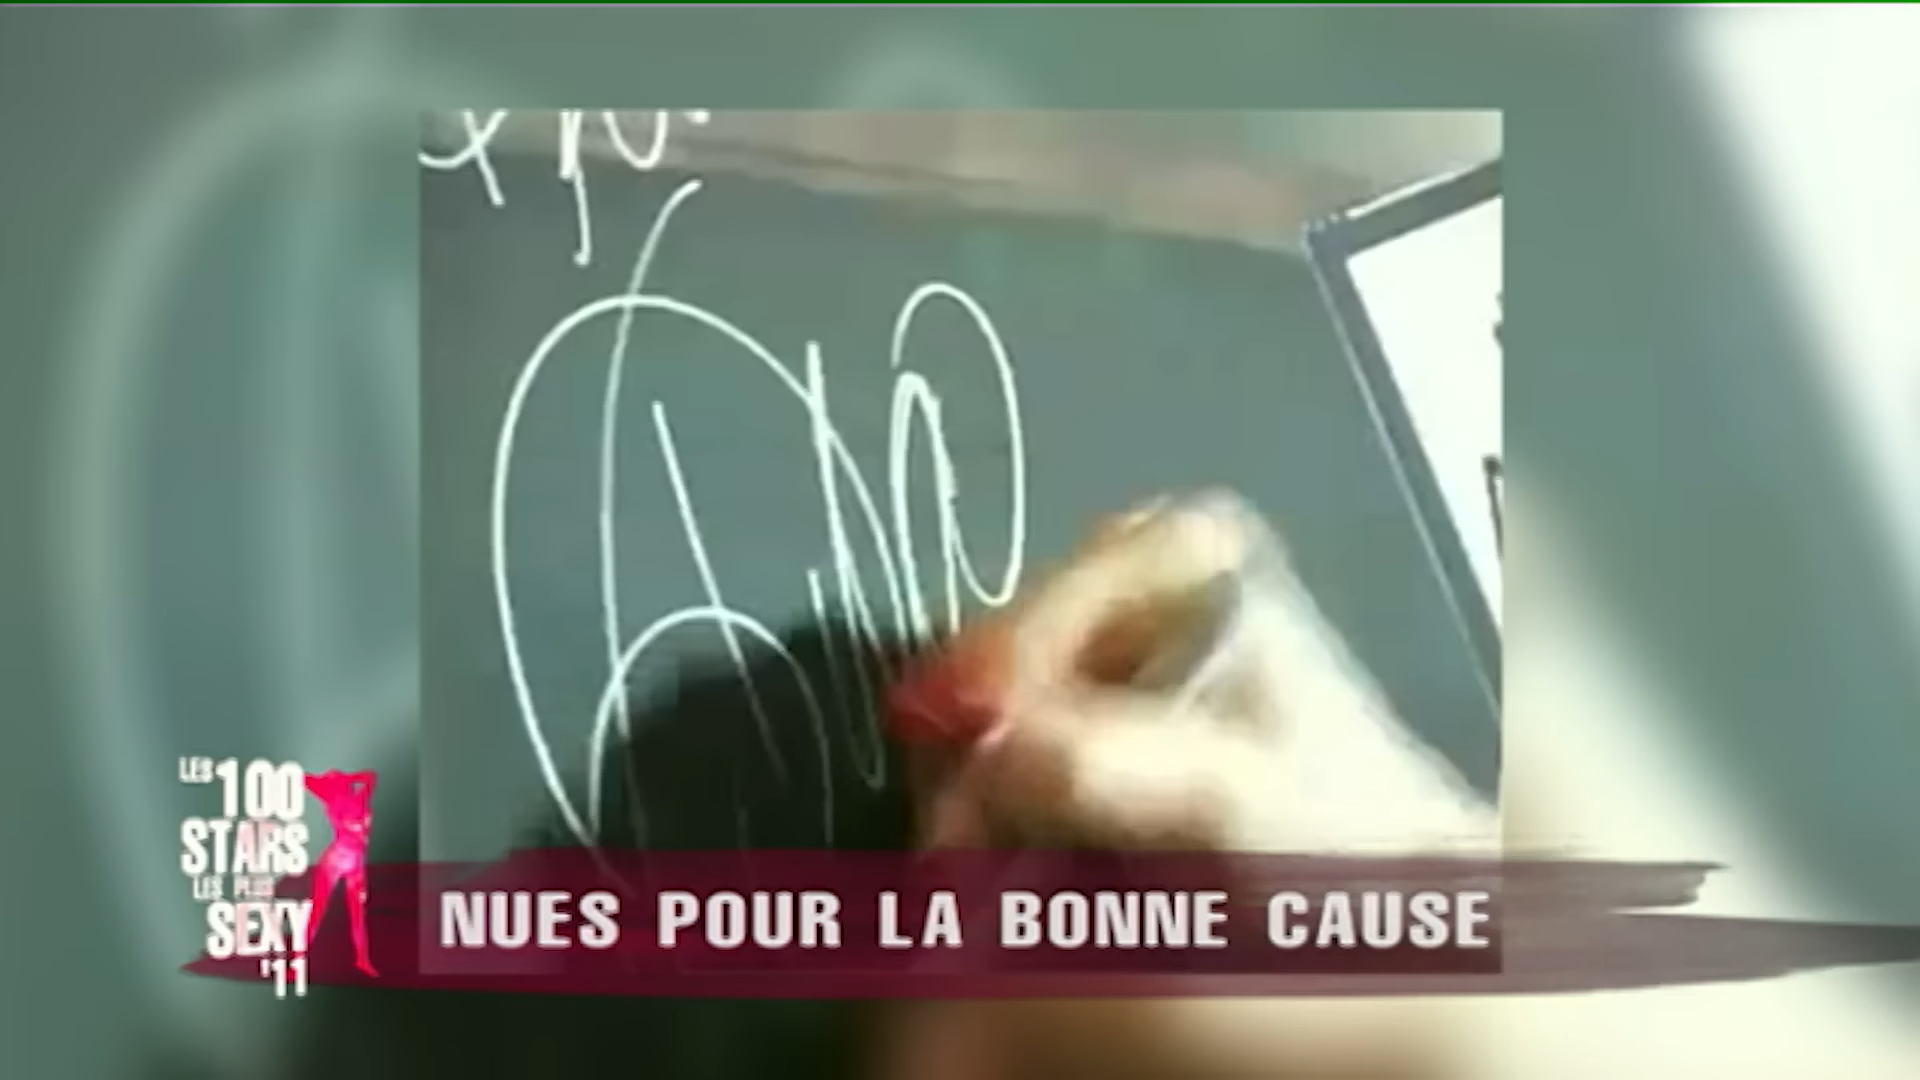 LES 100
STARS
LES PLUS
SEXY
'11
NUES POUR LA BONNE CAUSE